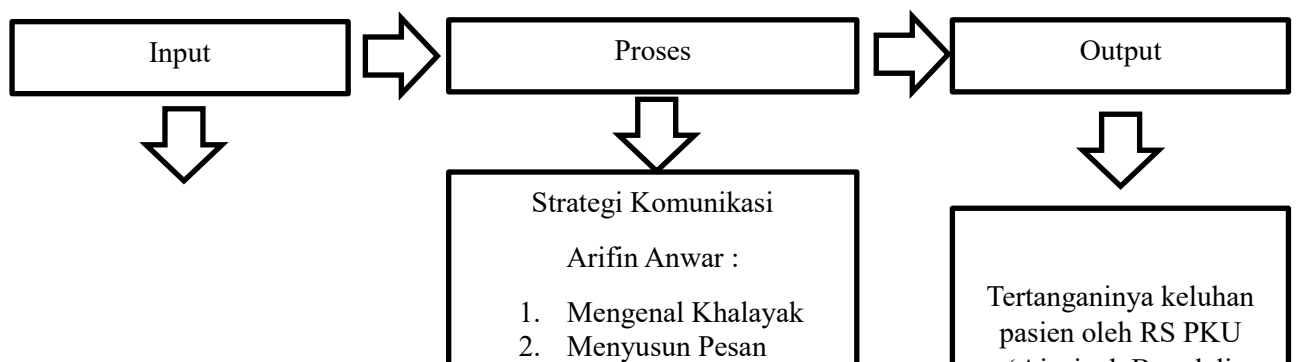 Input
Proses
Output
Strategi Komunikasi
Arifin Anwar :
1. Mengenal Khalayak
2. Menyusun Pesan
Tertanganinya keluhan
pasien oleh RS PKU